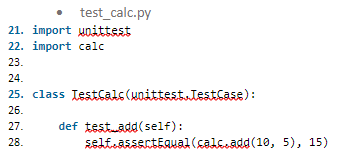 • test_calc.py
21. import unittest
22. import calc
23.
24.
25. class TestCalc(unittest.TestCase):
26.
27.     def test_add(self):
28.         self.assertEqual(calc.add(10, 5), 15)